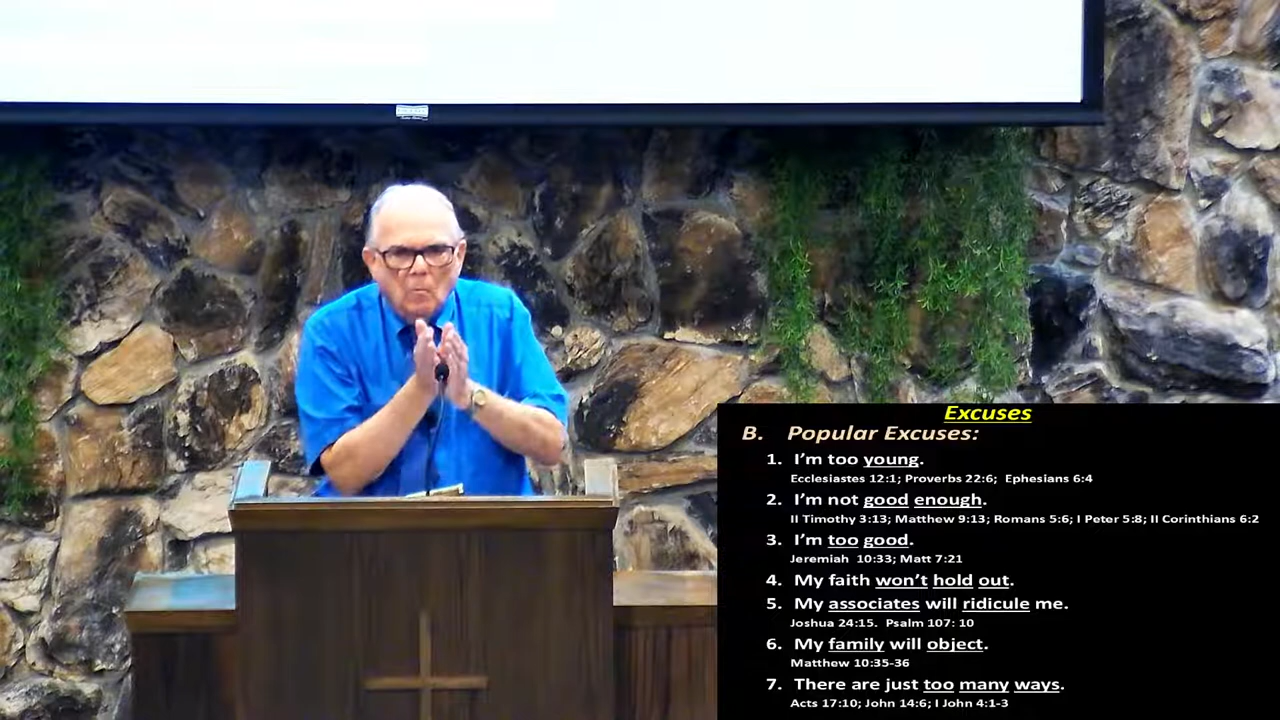 Excuses
B. Popular Excuses:
1. I'm too young.
Ecclesiastes 12:1; Proverbs 22:6; Ephesians 6:4
2. I'm not good enough.
II Timothy 3:13; Matthew 9:13; Romans 5:6; I Peter 5:8; II Corinthians 6:2
3. I'm too good.
Jeremiah 10:33; Matt 7:21
4. My faith won't hold out.
5. My associates will ridicule me.
Joshua 24:15. Psalm 107: 10
6. My family will object.
Matthew 10:35-36
7. There are just too many ways.
Acts 17:10; John 14:6; I John 4:1-3